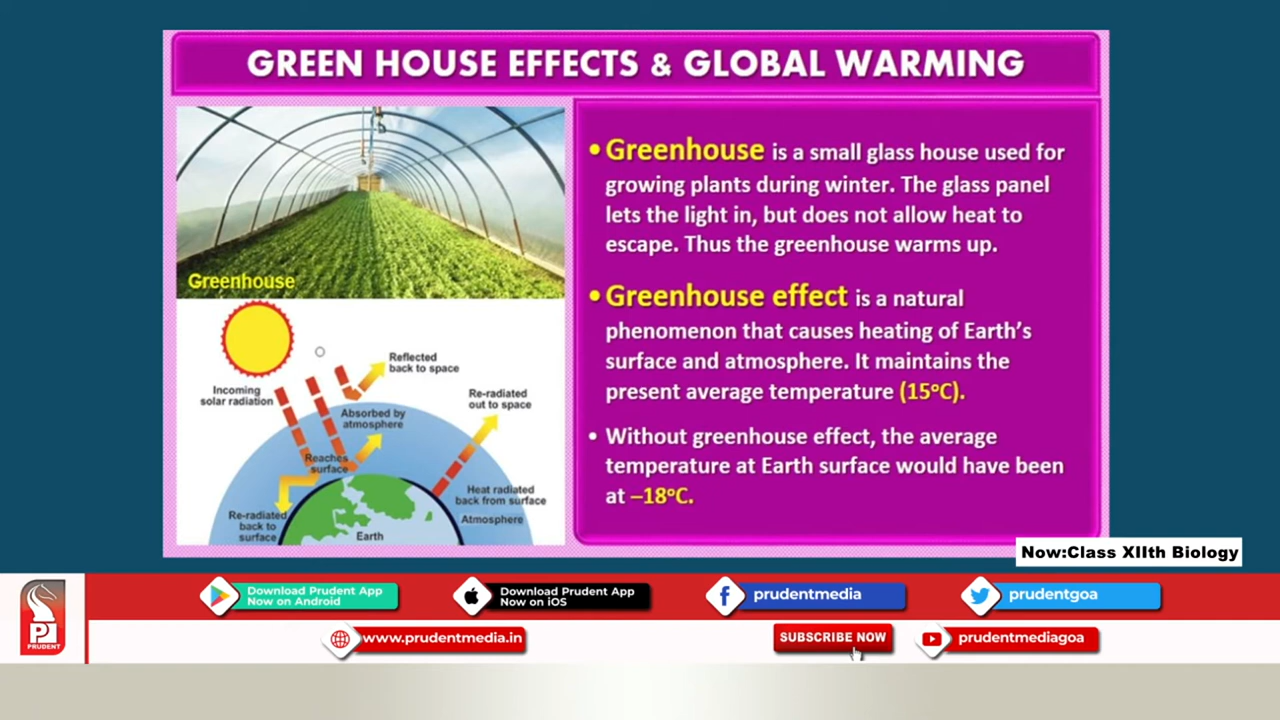 GREEN HOUSE EFFECTS & GLOBAL WARMING
Greenhouse
Incoming
solar radiation
Reflected
back to space
Absorbed by
atmosphere
Re-radiated
out to space
Reaches
surface
Re-radiated
back to
surface
Heat radiated
back from surface
Atmosphere
Earth
• Greenhouse is a small glass house used for
growing plants during winter. The glass panel
lets the light in, but does not allow heat to
escape. Thus the greenhouse warms up.
• Greenhouse effect is a natural
phenomenon that causes heating of Earth's
surface and atmosphere. It maintains the
present average temperature (15°C).
• Without greenhouse effect, the average
temperature at Earth surface would have been
at –18°C.
Now:Class XIIth Biology
PRUDENT
Download Prudent App
Now on Android
Download Prudent App
Now on iOS
prudentmedia
prudentgoa
www.prudentmedia.in
SUBSCRIBE NOW
prudentmediagoa